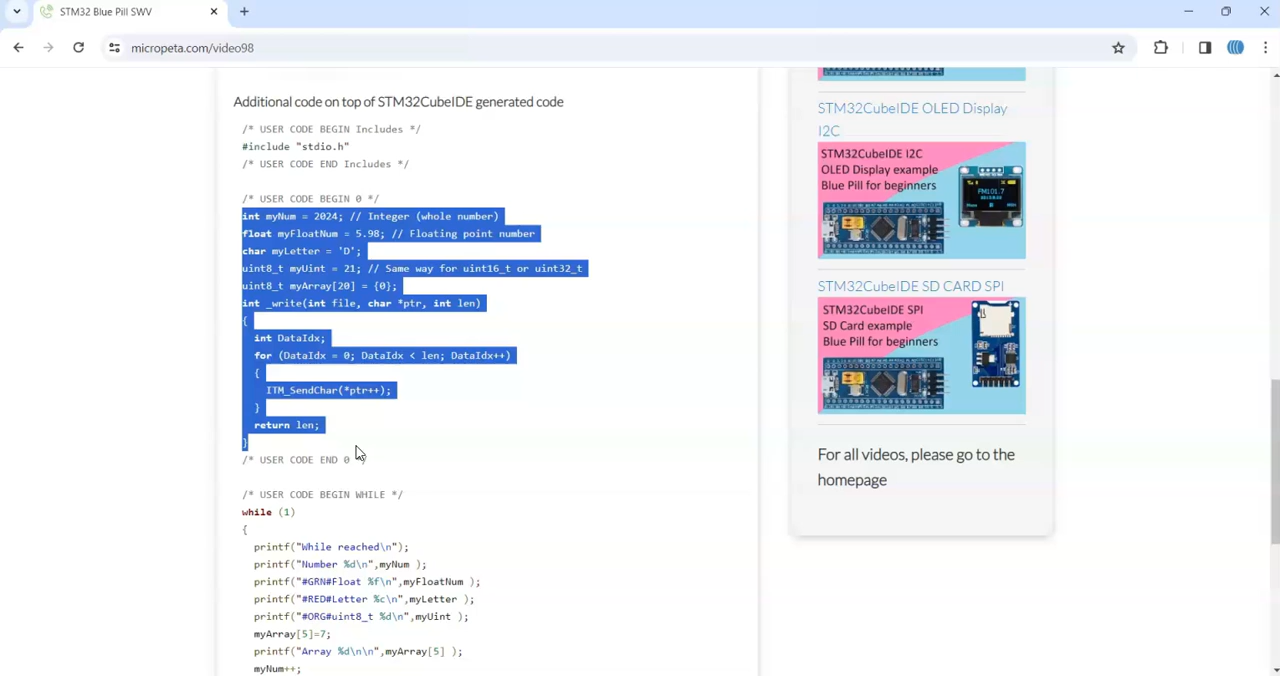 STM32 Blue Pill SWV
micropeta.com/video98
Additional code on top of STM32CubeIDE generated code
/* USER CODE BEGIN Includes */
#include "stdio.h"
/* USER CODE END Includes */
/* USER CODE BEGIN 0 */
int myNum = 2024; // Integer (whole number)
float myFloatNum = 5.98; // Floating point number
char myLetter = 'D';
uint8_t myUint = 21; // Same way for uint16_t or uint32_t
uint8_t myArray[20] = {0};
int _write(int file, char *ptr, int len)
{
int DataIdx;
for (DataIdx = 0; DataIdx < len; DataIdx++)
{
ITM_SendChar(*ptr++);
}
return len;
}
/* USER CODE END 0 */
/* USER CODE BEGIN WHILE */
while (1)
{
printf("While reached\n");
printf("Number %d\n",myNum );
printf("#GRN#Float %f\n",myFloatNum );
printf("#RED#Letter %c\n",myLetter );
printf("#ORG#uint8_t %d\n",myUint );
myArray[5]=7;
printf("Array %d\n\n",myArray[5] );
myNum++;
STM32CubeIDE OLED Display
I2C
STM32CubeIDE I2C
OLED Display example
Blue Pill for beginners
STM32CubeIDE SD CARD SPI
STM32CubeIDE SPI
SD Card example
Blue Pill for beginners
For all videos, please go to the
homepage